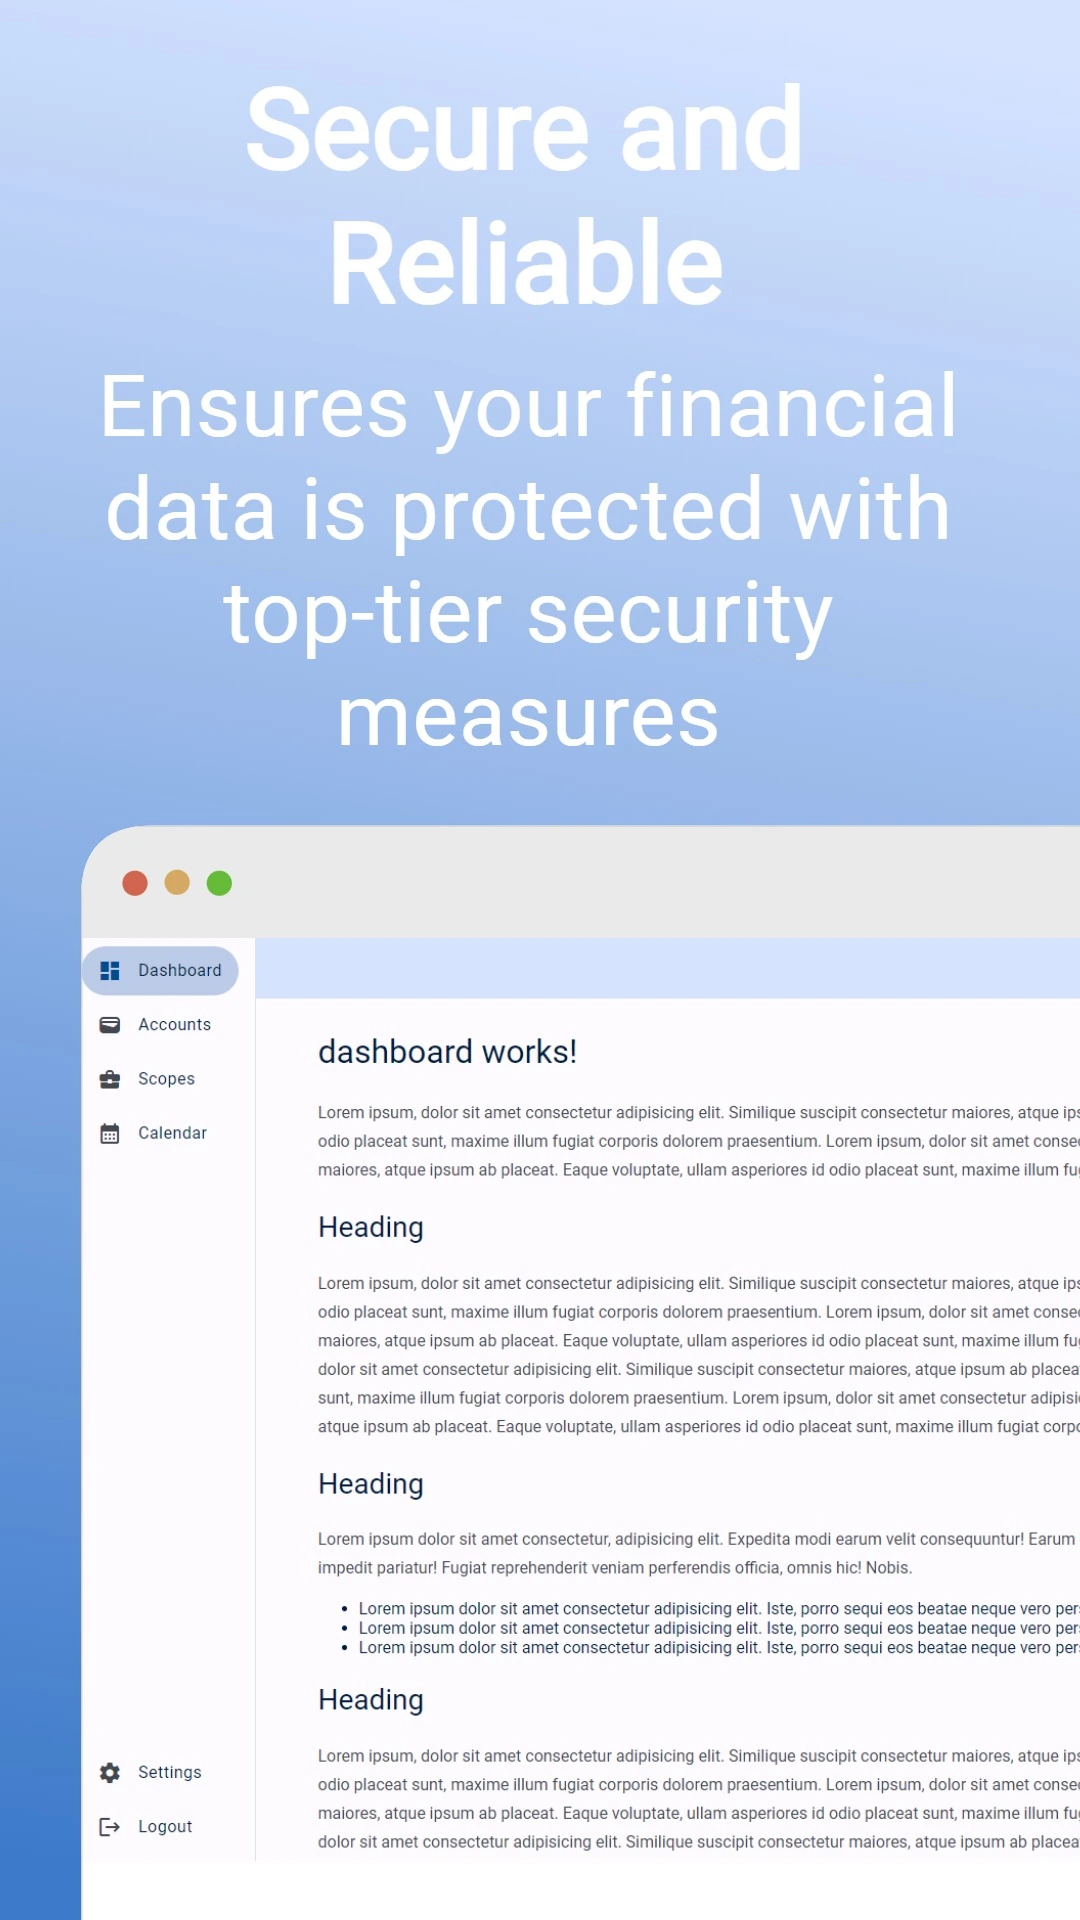 Secure and
Reliable
Ensures your financial
data is protected with
top-tier security
measures
Dashboard
Accounts
Scopes
Calendar
Settings
Logout
dashboard works!
Lorem ipsum, dolor sit amet consectetur adipisicing elit. Similique suscipit consectetur maiores, atque
odio placeat sunt, maxime illum fugiat corporis dolorem praesentium. Lorem ipsum, dolor sit amet
maiores, atque ipsum ab placeat. Eaque voluptate, ullam asperiores id odio placeat sunt, maxime illum
Heading
Lorem ipsum, dolor sit amet consectetur adipisicing elit. Similique suscipit consectetur maiores, atque
odio placeat sunt, maxime illum fugiat corporis dolorem praesentium. Lorem ipsum, dolor sit amet
maiores, atque ipsum ab placeat. Eaque voluptate, ullam asperiores id odio placeat sunt, maxime illum
dolor sit amet consectetur adipisicing elit. Similique suscipit consectetur maiores, atque ipsum ab
sunt, maxime illum fugiat corporis dolorem praesentium. Lorem ipsum, dolor sit amet consectetur
atque ipsum ab placeat. Eaque voluptate, ullam asperiores id odio placeat sunt, maxime illum fugiat
Heading
Lorem ipsum dolor sit amet consectetur, adipisicing elit. Expedita modi earum velit consequuntur! Earum
impedit pariatur! Fugiat reprehenderit veniam perferendis officia, omnis hic! Nobis.
• Lorem ipsum dolor sit amet consectetur adipisicing elit. Iste, porro sequi eos beatae neque vero
• Lorem ipsum dolor sit amet consectetur adipisicing elit. Iste, porro sequi eos beatae neque vero
• Lorem ipsum dolor sit amet consectetur adipisicing elit. Iste, porro sequi eos beatae neque vero
Heading
Lorem ipsum, dolor sit amet consectetur adipisicing elit. Similique suscipit consectetur maiores, atque
odio placeat sunt, maxime illum fugiat corporis dolorem praesentium. Lorem ipsum, dolor sit amet
maiores, atque ipsum ab placeat. Eaque voluptate, ullam asperiores id odio placeat sunt, maxime illum
dolor sit amet consectetur adipisicing elit. Similique suscipit consectetur maiores, atque ipsum ab